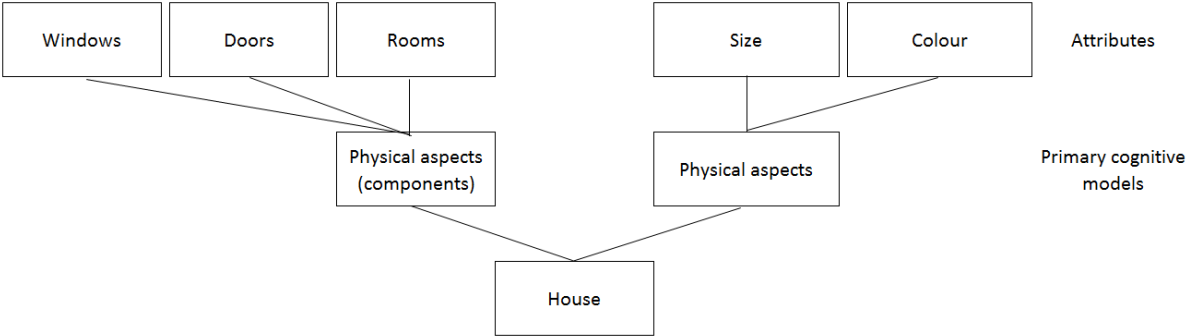 Windows
Doors
Rooms
Size
Colour
Attributes
Physical aspects
(components)
Physical aspects
Primary cognitive
models
House